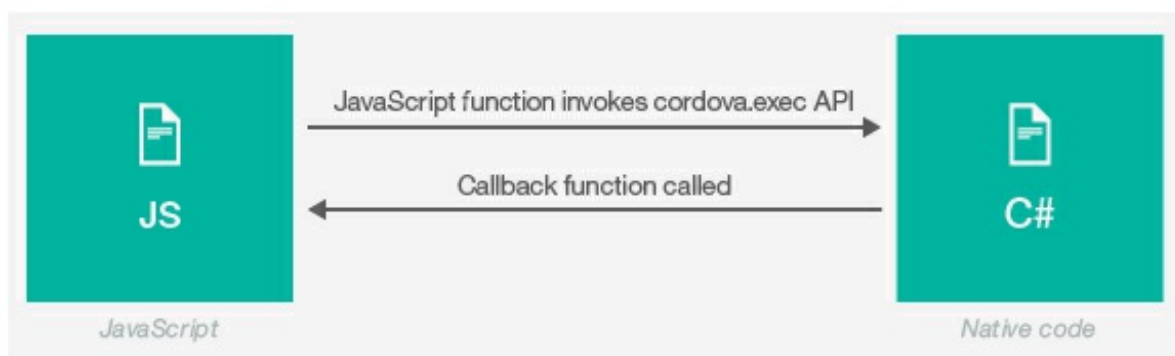 JavaScript function invokes cordova.exec API
Callback function called
JS
C#
JavaScript
Native code